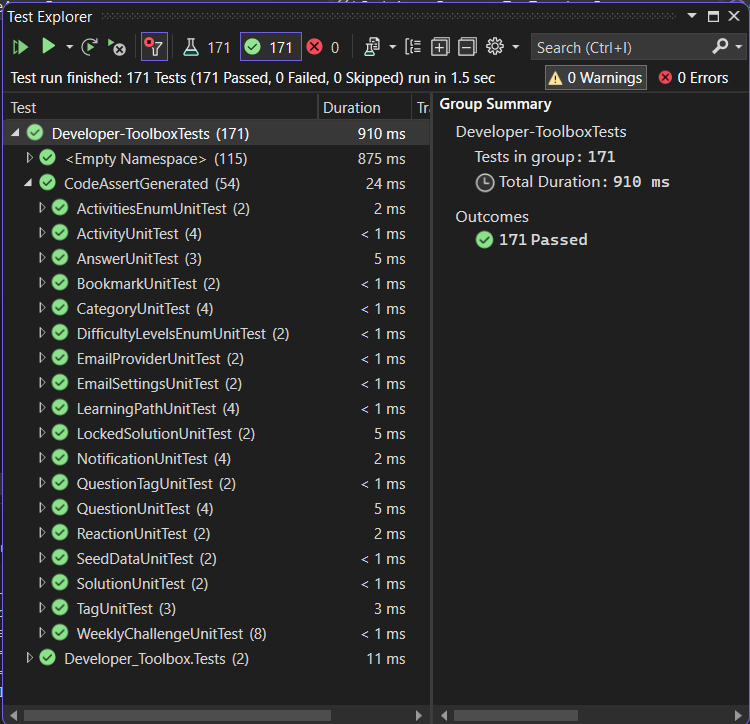 Test Explorer
171 171 0 Search (Ctrl+I)
Test run finished: 171 Tests (171 Passed, 0 Failed, 0 Skipped) run in 1.5 sec 0 Warnings 0 Errors
Test Duration Tra
Developer-ToolboxTests (171) 910 ms
<Empty Namespace> (115) 875 ms
CodeAssertGenerated (54) 24 ms
ActivitiesEnumUnitTest (2) 2 ms
ActivityUnitTest (4) < 1 ms
AnswerUnitTest (3) 5 ms
BookmarkUnitTest (2) < 1 ms
CategoryUnitTest (4) < 1 ms
DifficultyLevelsEnumUnitTest (2) < 1 ms
EmailProviderUnitTest (2) < 1 ms
EmailSettingsUnitTest (2) < 1 ms
LearningPathUnitTest (4) < 1 ms
LockedSolutionUnitTest (2) 5 ms
NotificationUnitTest (4) 2 ms
QuestionTagUnitTest (2) < 1 ms
QuestionUnitTest (4) 5 ms
ReactionUnitTest (2) 2 ms
SeedDataUnitTest (2) < 1 ms
SolutionUnitTest (2) < 1 ms
TagUnitTest (3) 3 ms
WeeklyChallengeUnitTest (8) < 1 ms
Developer_Toolbox.Tests (2) 11 ms
Group Summary
Developer-ToolboxTests
Tests in group: 171
Total Duration: 910 ms
Outcomes
171 Passed